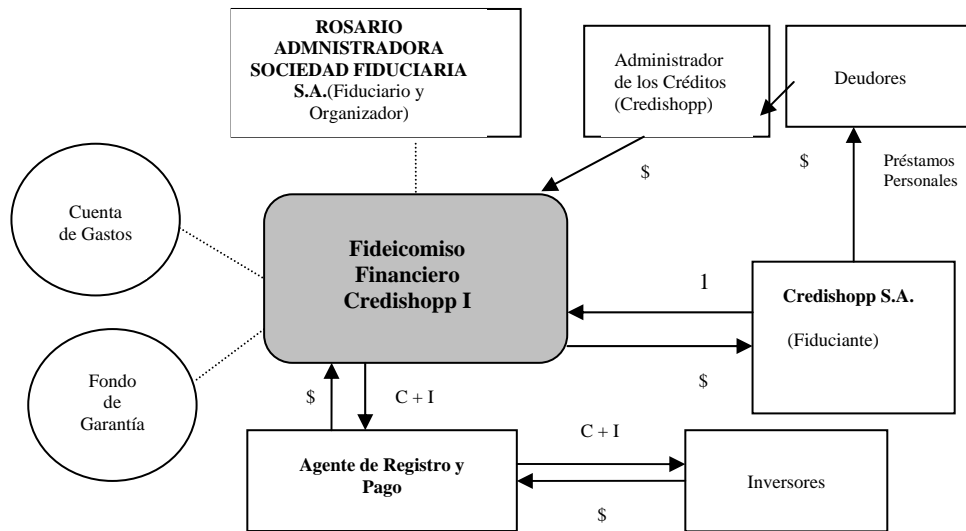 ROSARIO
ADMNISTRADORA
SOCIEDAD FIDUCIARIA
S.A.(Fiduciario y
Organizador)
Administrador
de los Créditos
(Credishopp)
Deudores
$
$
Préstamos
Personales
Cuenta
de Gastos
Fideicomiso
Financiero
Credishopp I
1
Credishopp S.A.
(Fiduciante)
$
Fondo
de
Garantía
$
C + I
C + I
Agente de Registro y
Pago
Inversores
$